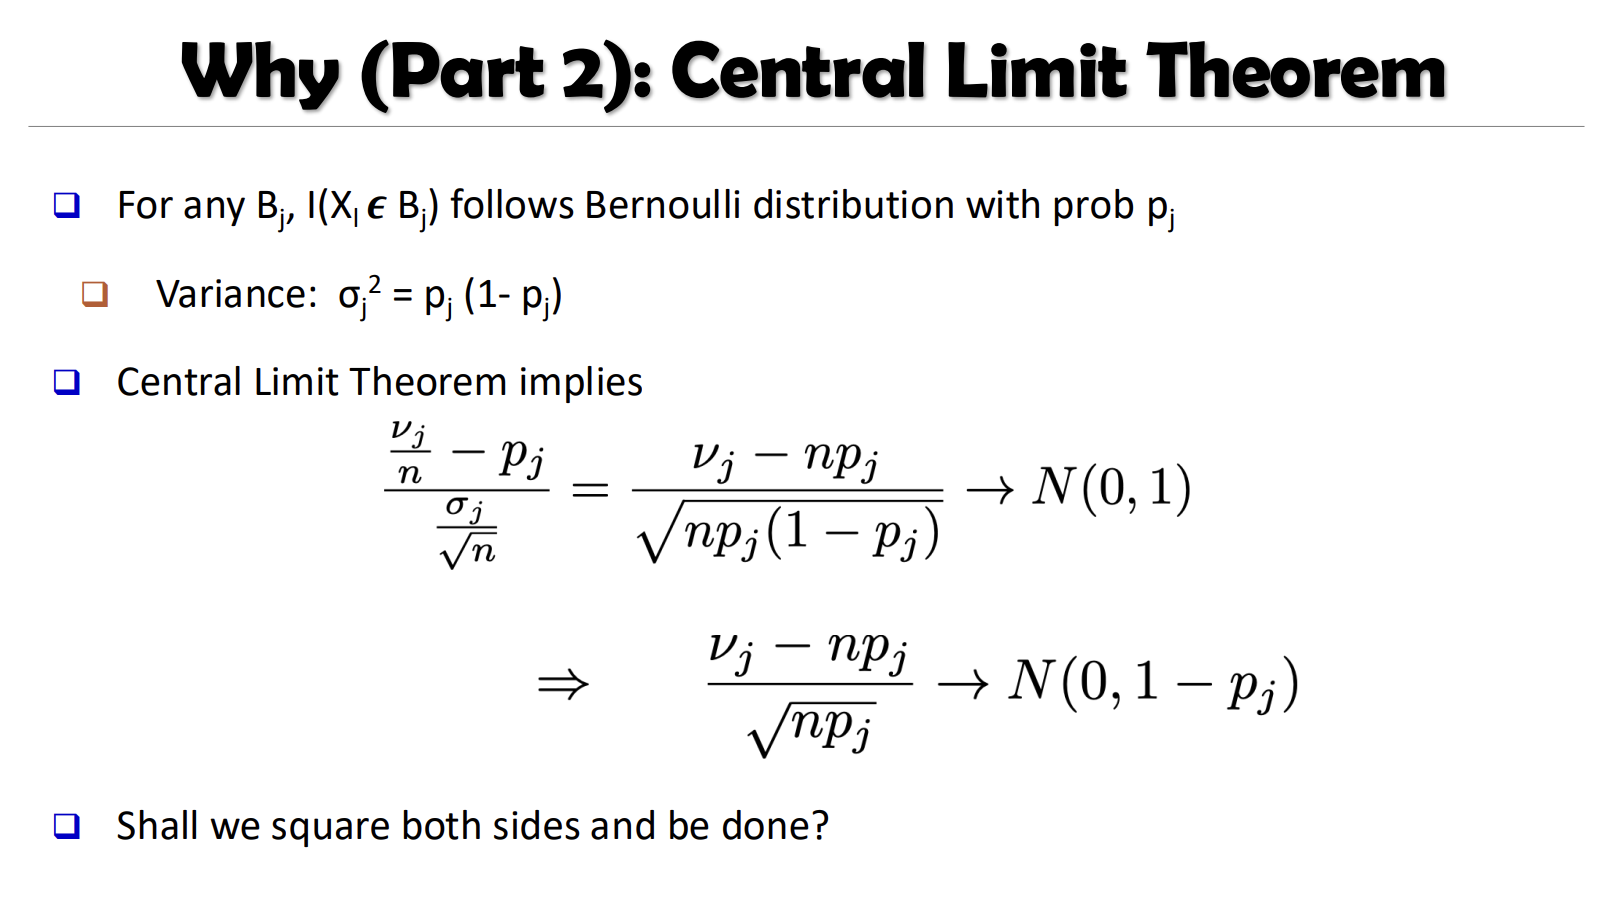 Why (Part 2): Central Limit Theorem
❑ For any B_j, I(X_l ϵ B_j) follows Bernoulli distribution with prob p_j
❑ Variance: σ_j^2 = p_j (1- p_j)
❑ Central Limit Theorem implies
\frac{\frac{\nu_j}{n} - p_j}{\frac{\sigma_j}{\sqrt{n}}} = \frac{\nu_j - np_j}{\sqrt{np_j(1 - p_j)}} \to N(0, 1)
\Rightarrow \frac{\nu_j - np_j}{\sqrt{np_j}} \to N(0, 1 - p_j)
❑ Shall we square both sides and be done?